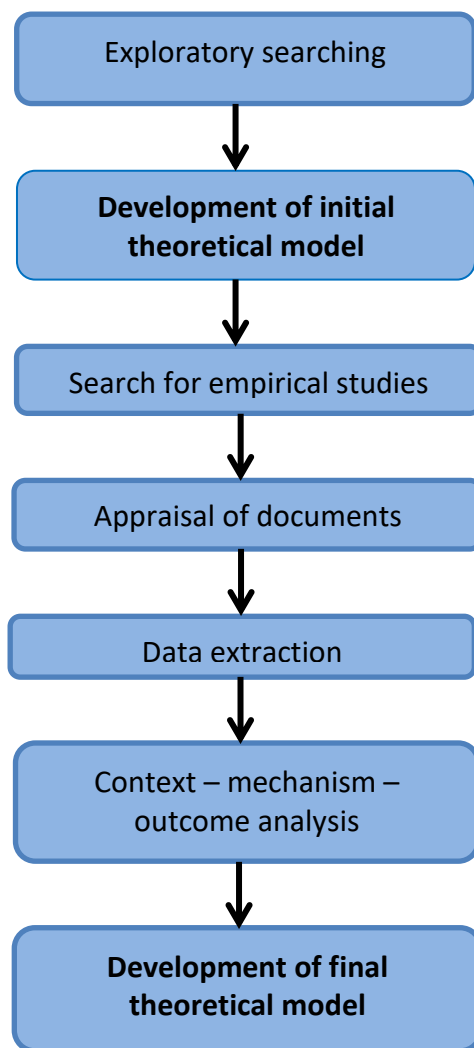 Exploratory searching
Development of initial
theoretical model
Search for empirical studies
Appraisal of documents
Data extraction
Context – mechanism –
outcome analysis
Development of final
theoretical model